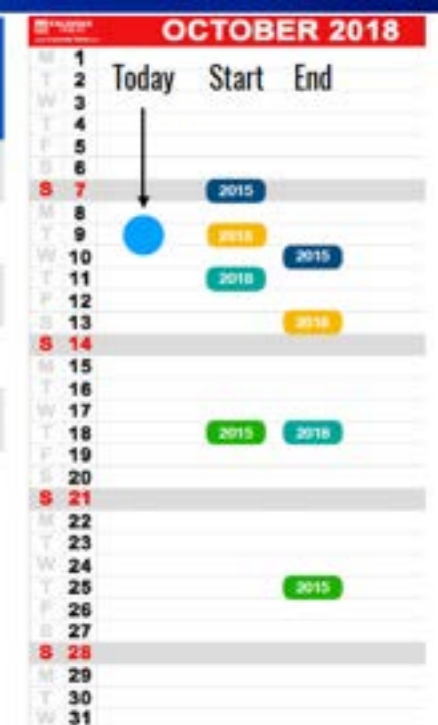 OCTOBER 2018
M 1
T 2 Today Start End
W 3
T 4
F 5
S 6
S 7 2015
M 8
T 9 2018
W 10 2015
T 11 2018
F 12
S 13 2018
S 14
M 15
T 16
W 17
T 18 2015 2018
F 19
S 20
S 21
M 22
T 23
W 24
T 25 2015
F 26
S 27
S 28
M 29
T 30
W 31